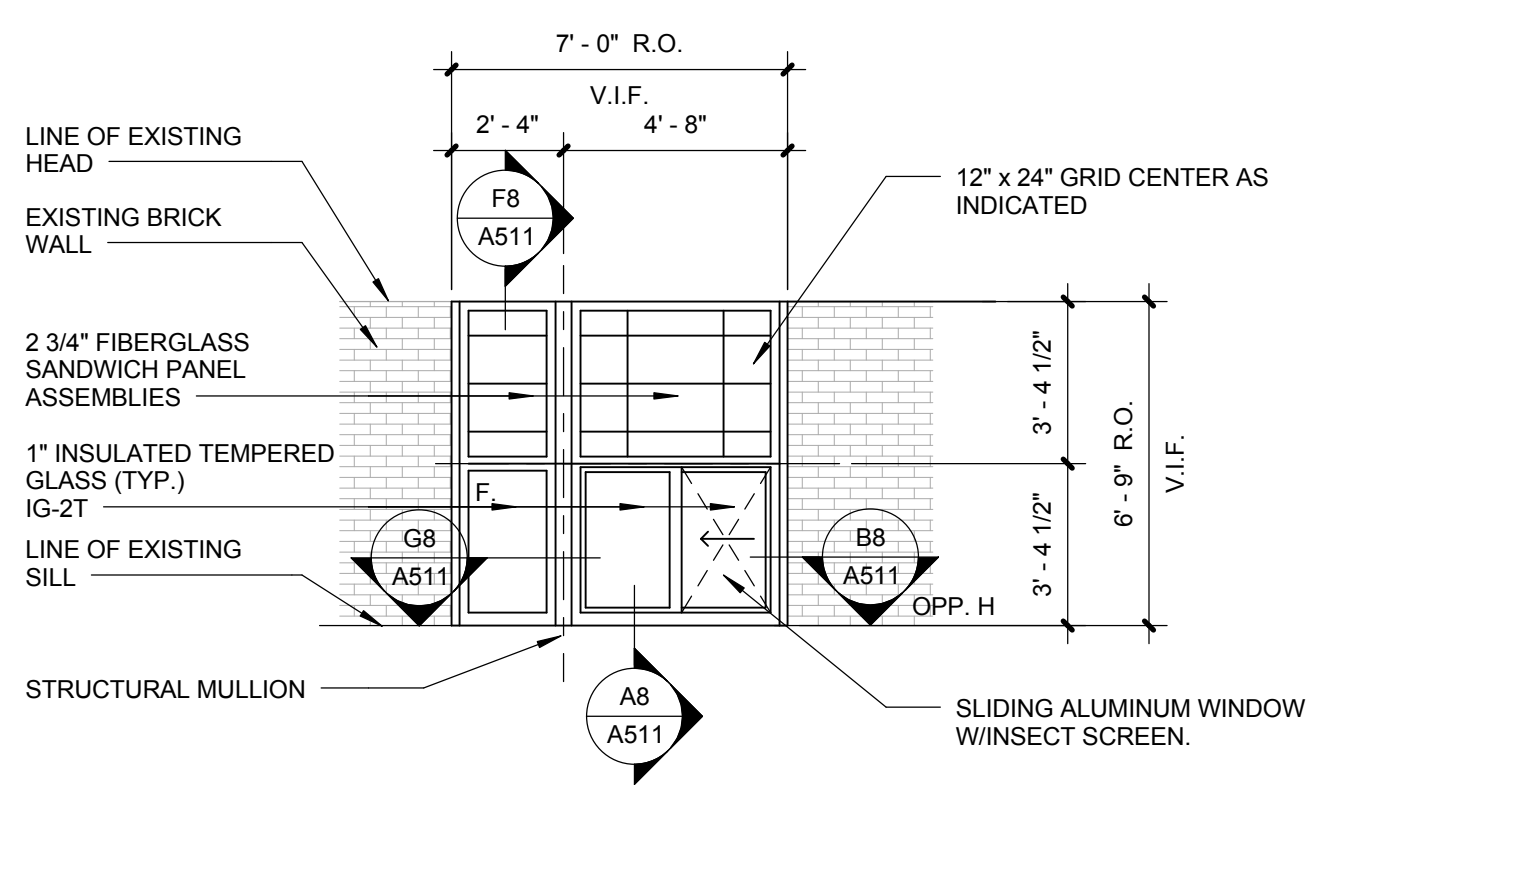 7' - 0" R.O.
V.I.F.
2' - 4"
4' - 8"
LINE OF EXISTING
HEAD
EXISTING BRICK
WALL
F8
A511
12" x 24" GRID CENTER AS
INDICATED
2 3/4" FIBERGLASS
SANDWICH PANEL
ASSEMBLIES
1" INSULATED TEMPERED
GLASS (TYP.)
IG-2T
F.
LINE OF EXISTING
SILL
G8
A511
B8
A511
OPP. H
3' - 4 1/2"
3' - 4 1/2"
6' - 9" R.O.
V.I.F.
STRUCTURAL MULLION
A8
A511
SLIDING ALUMINUM WINDOW
W/INSECT SCREEN.